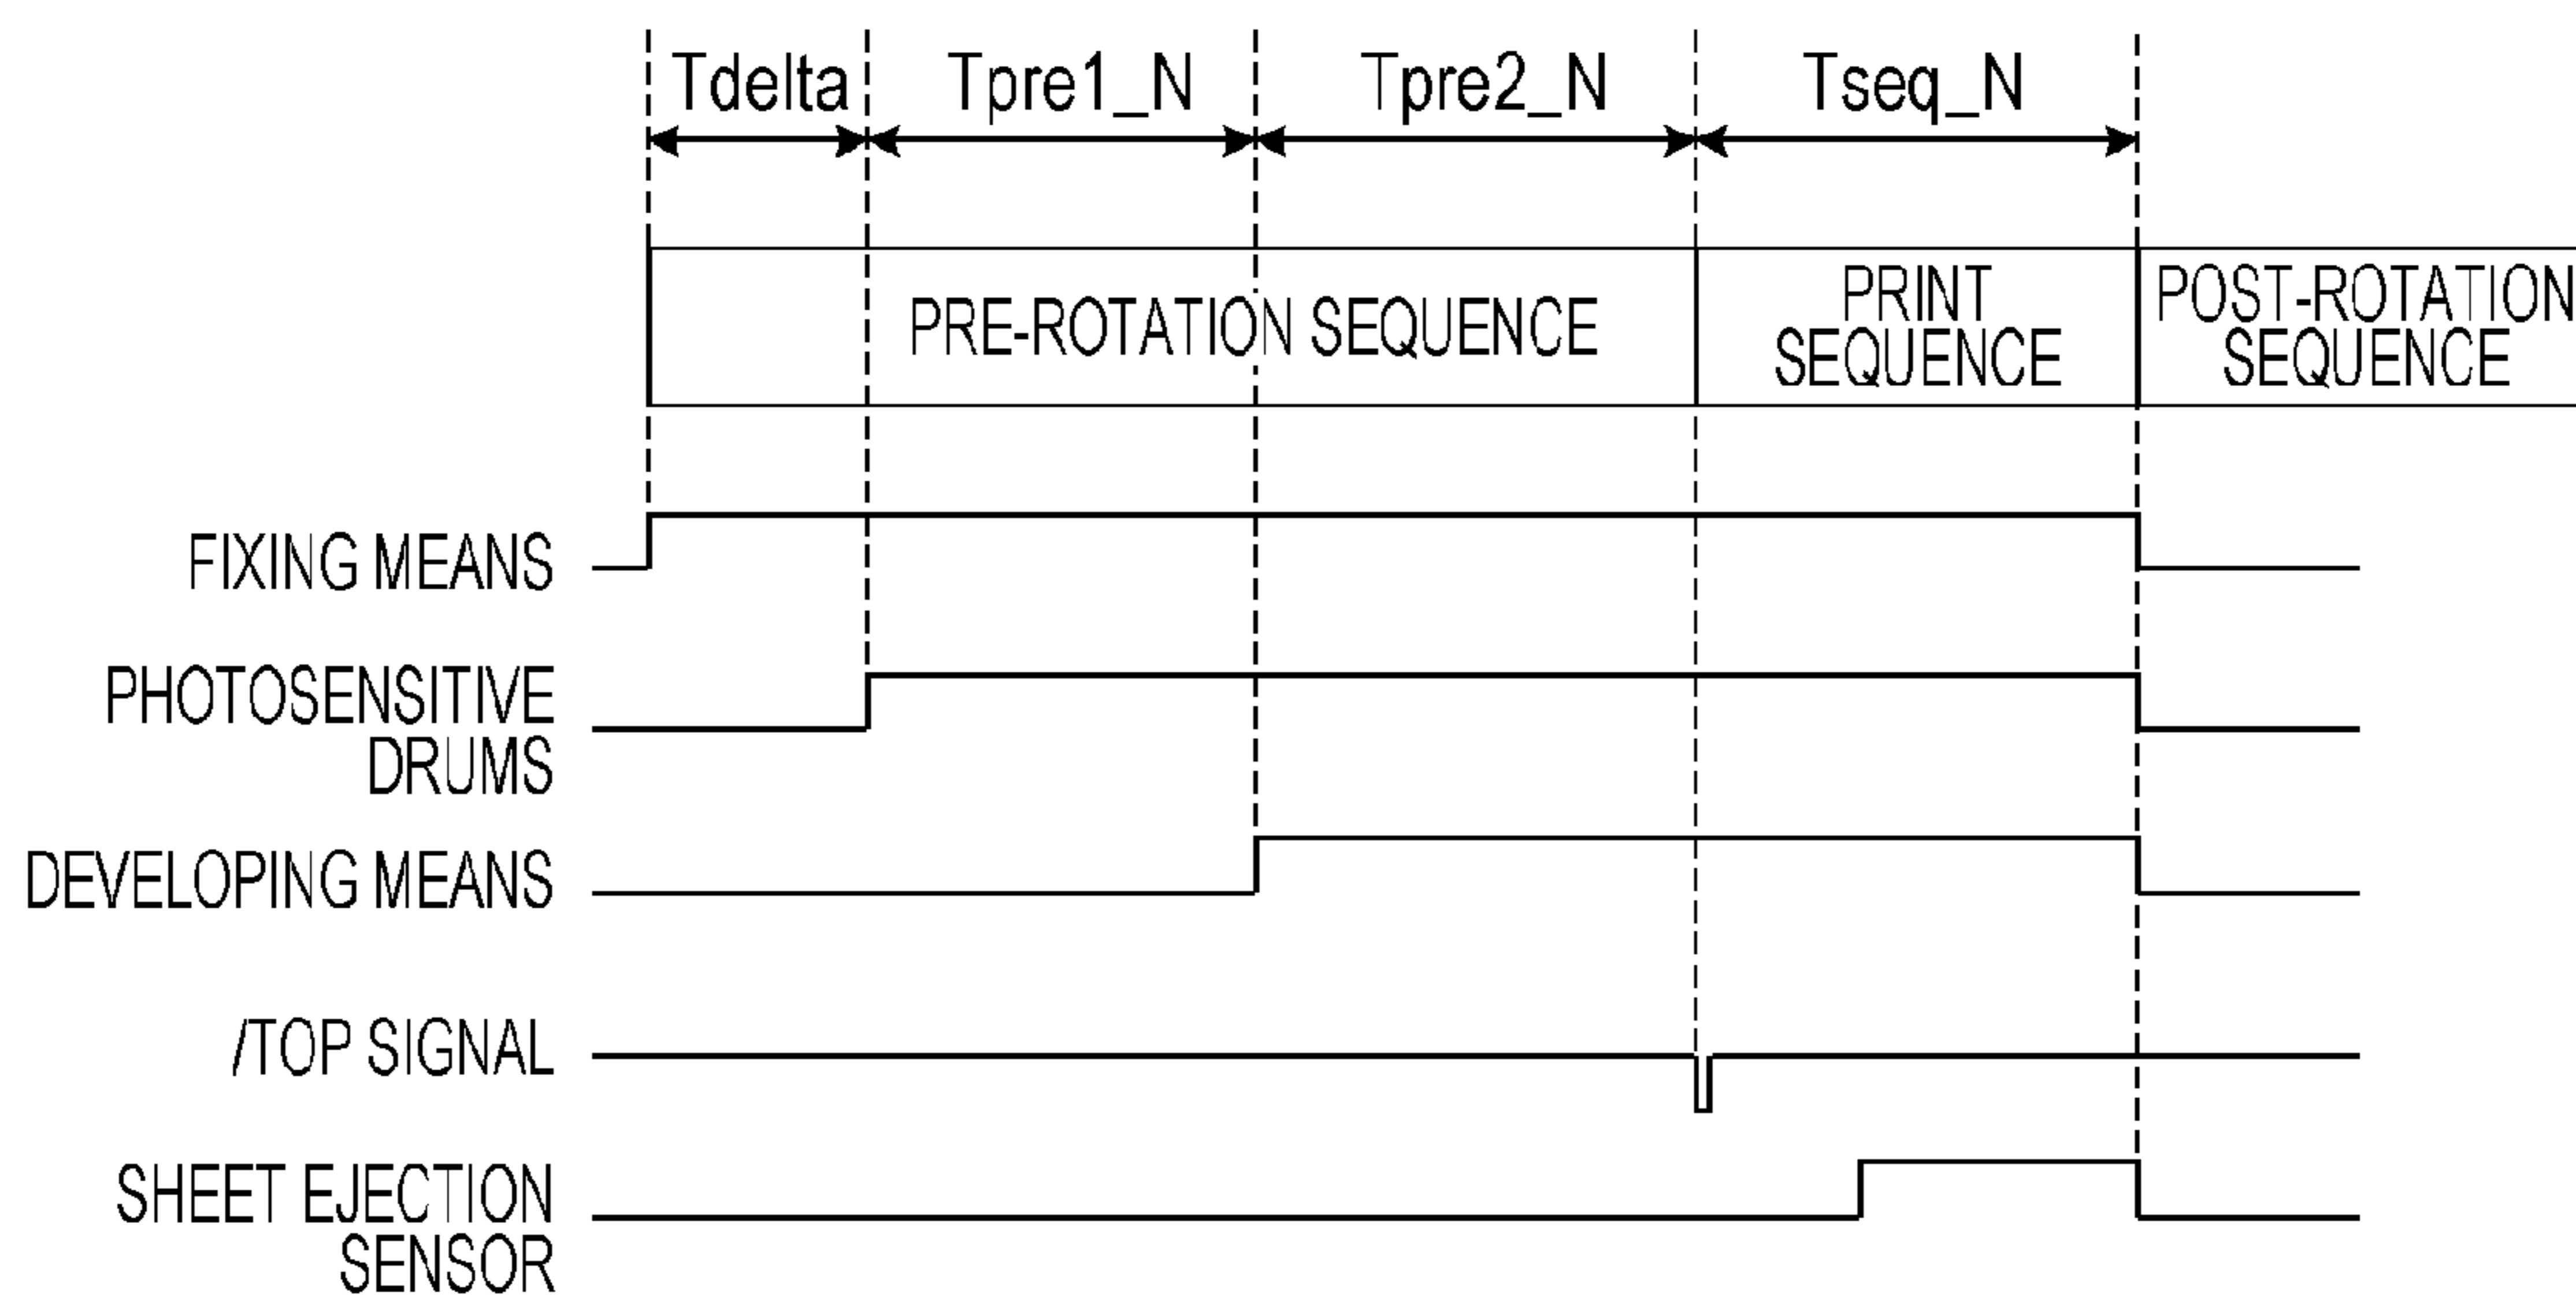 Tdelta Tpre1_N Tpre2_N Tseq_N
PRE-ROTATION SEQUENCE
PRINT
SEQUENCE
POST-ROTATION
SEQUENCE
FIXING MEANS
PHOTOSENSITIVE
DRUMS
DEVELOPING MEANS
/TOP SIGNAL
SHEET EJECTION
SENSOR